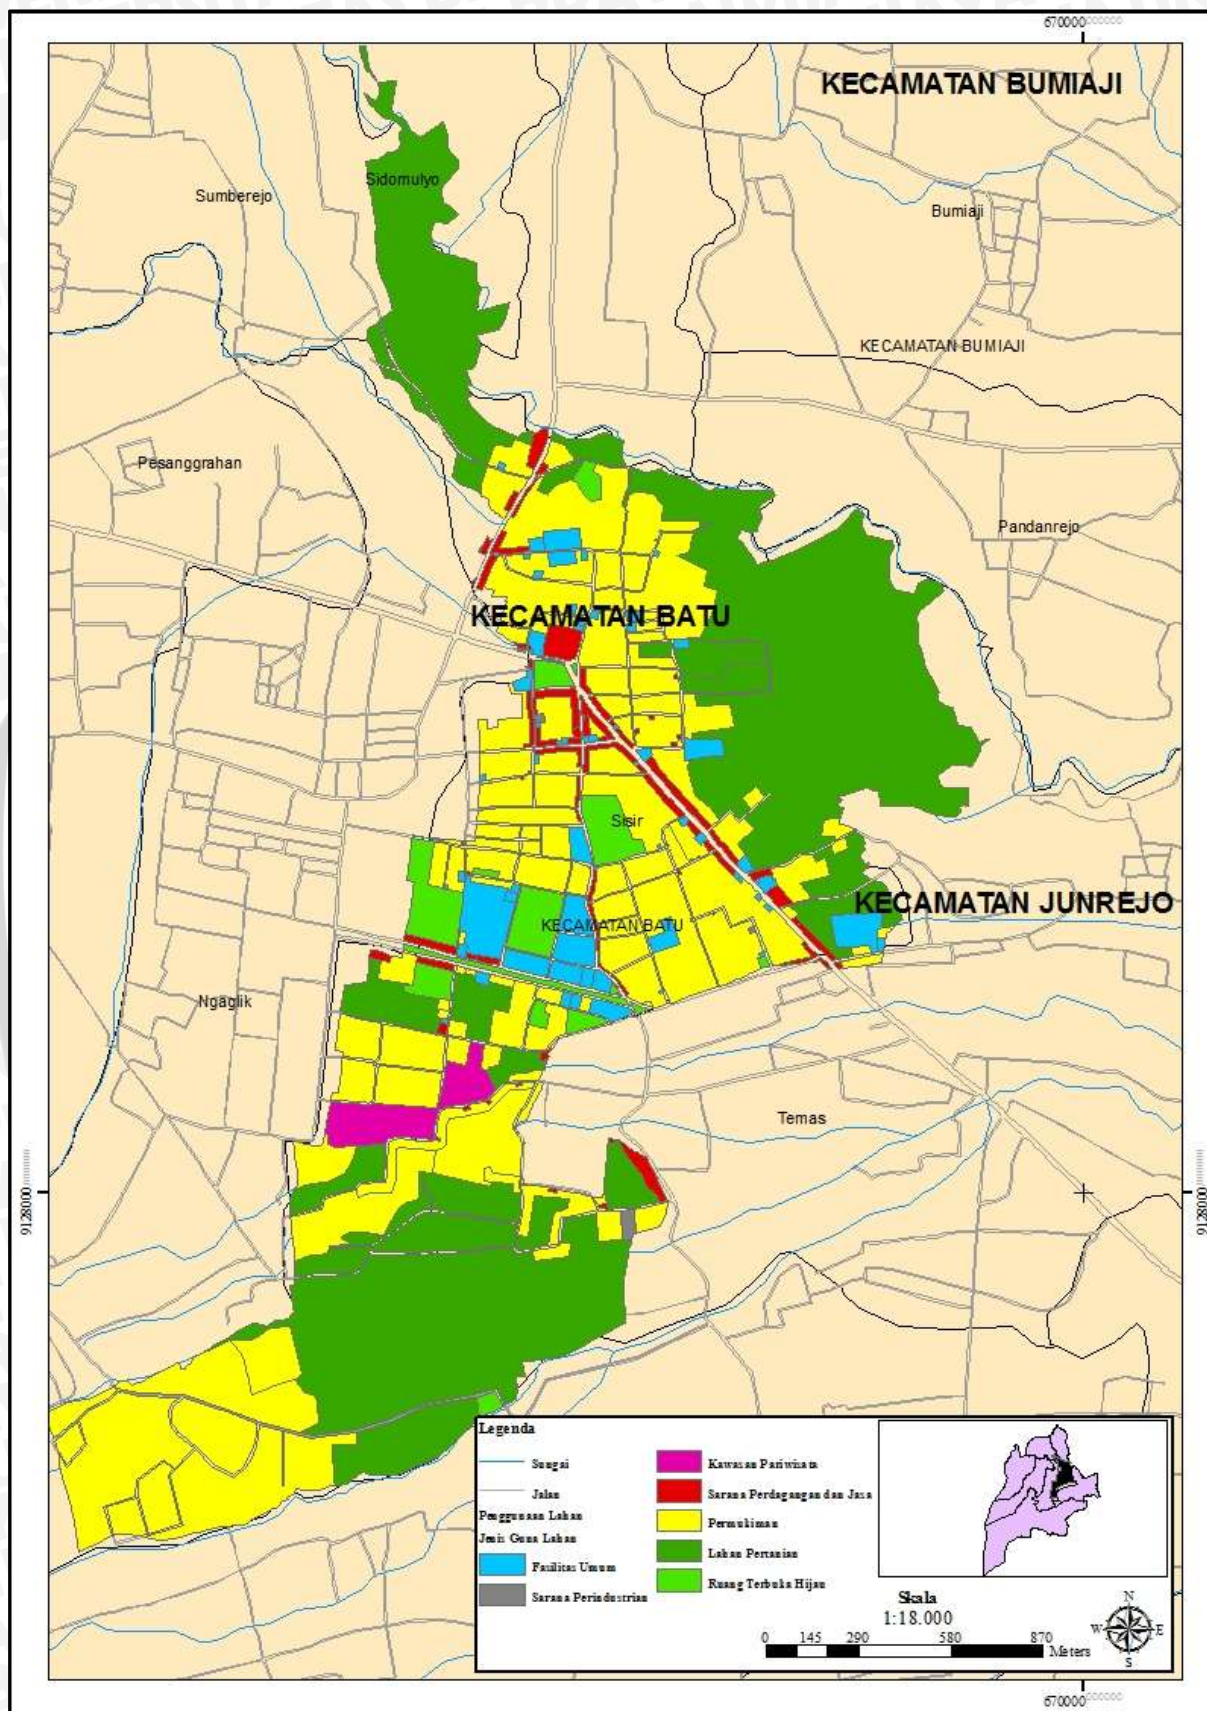 670000
KECAMATAN BUMIAJI
Sidomulyo
Sumberejo
Bumiaji
KECAMATAN BUMIAJI
Pesanggrahan
Pandanrejo
KECAMATAN BATU
Sisir
KECAMATAN JUNREJO
KECAMATAN BATU
Ngaglik
Temas
9128000
9128000
Legenda
Sungai
Jalan
Penggunaan Lahan
Jenis Guna Lahan
Fasilitas Umum
Sarana Perindustrian
Kawasan Pariwisata
Sarana Perdagangan dan Jasa
Permukiman
Lahan Pertanian
Ruang Terbuka Hijau
Skala
1:18.000
0 145 290 580 870
Meters
N
W E
S
670000